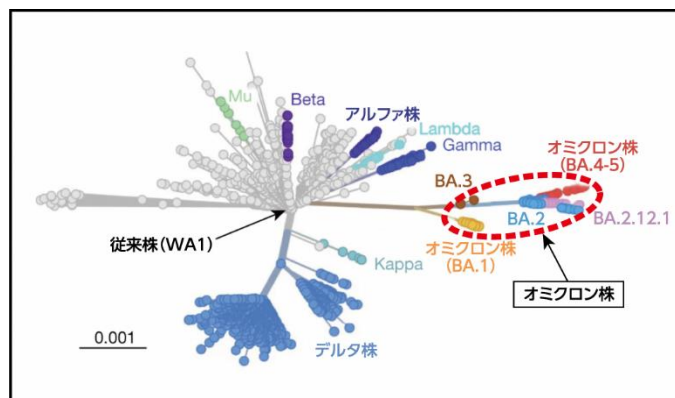 Mu
Beta
アルファ株
Lambda
Gamma
オミクロン株
(BA.4-5)
BA.3
BA.2
BA.2.12.1
従来株(WA1)
オミクロン株
(BA.1)
Kappa
オミクロン株
0.001
デルタ株